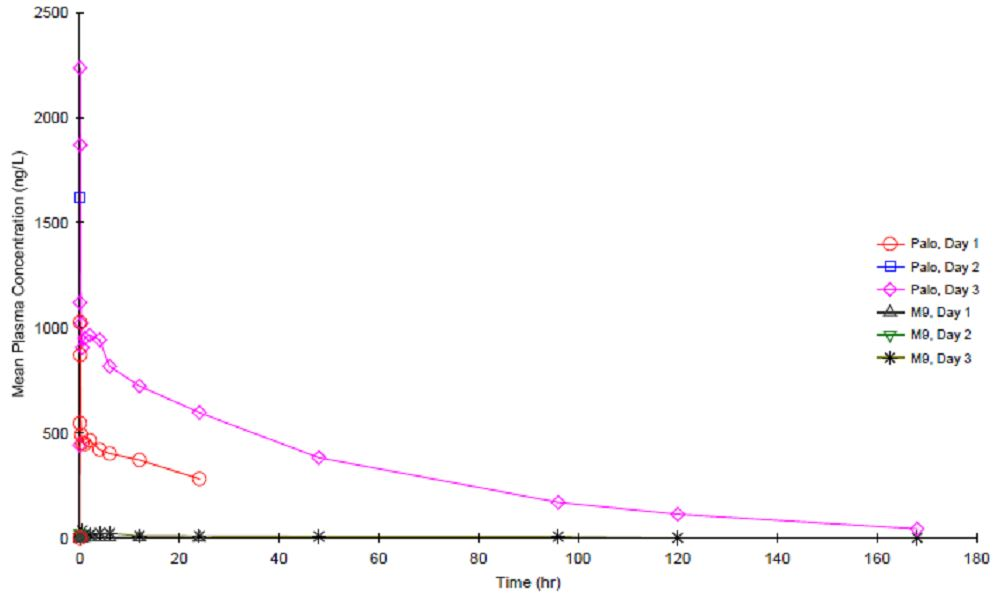 2500
2000
1500
1000
500
0
Mean Plasma Concentration (ng/L)
0 20 40 60 80 100 120 140 160 180
Time (hr)
Palo, Day 1
Palo, Day 2
Palo, Day 3
M9, Day 1
M9, Day 2
M9, Day 3